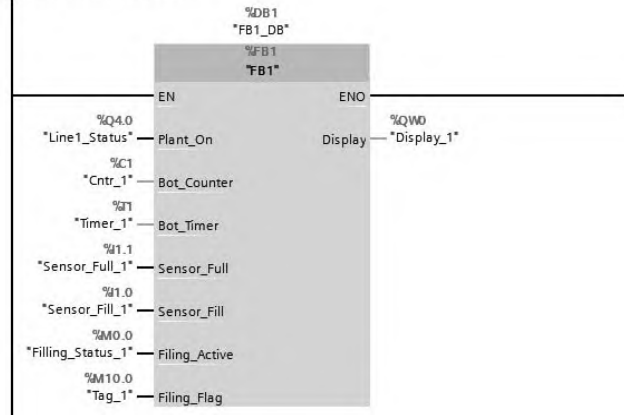 %DB1
"FB1_DB"
%FB1
"FB1"
EN ENO
%Q4.0 %QW0
"Line1_Status" Plant_On Display "Display_1"
%C1
"Cntr_1" Bot_Counter
%T1
"Timer_1" Bot_Timer
%I1.1
"Sensor_Full_1" Sensor_Full
%I1.0
"Sensor_Fill_1" Sensor_Fill
%M0.0
"Filling_Status_1" Filing_Active
%M10.0
"Tag_1" Filing_Flag